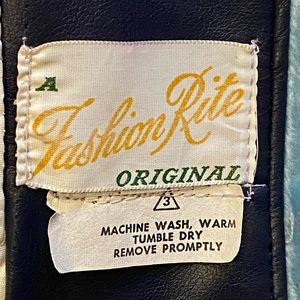 A
Fashion Rite
ORIGINAL
3
MACHINE WASH, WARM
TUMBLE DRY
REMOVE PROMPTLY